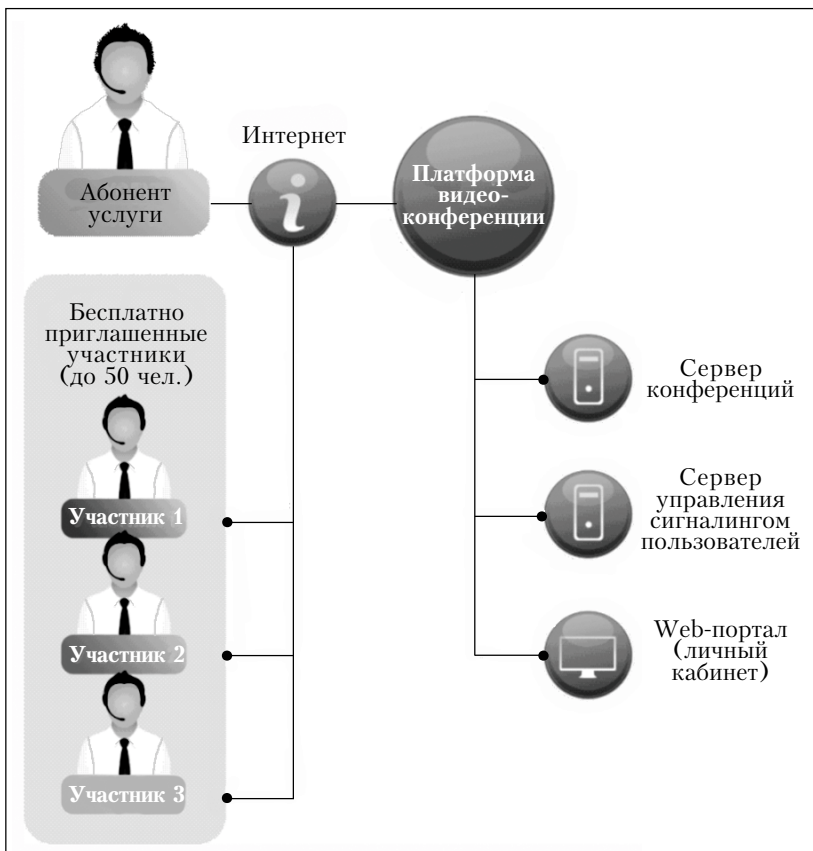 Абонент
услуги
Интернет
Платформа
видео-
конференции
Бесплатно
приглашенные
участники
(до 50 чел.)
Участник 1
Участник 2
Участник 3
Сервер
конференций
Сервер
управления
сигналингом
пользователей
Web-портал
(личный
кабинет)